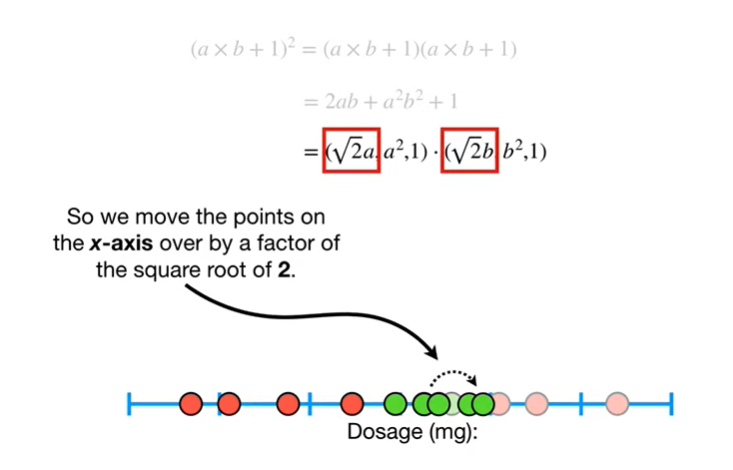 (a × b + 1)² = (a × b + 1)(a × b + 1)
= 2ab + a²b² + 1
= (√2a, a²,1) · (√2b, b²,1)
So we move the points on
the x-axis over by a factor of
the square root of 2.
Dosage (mg):